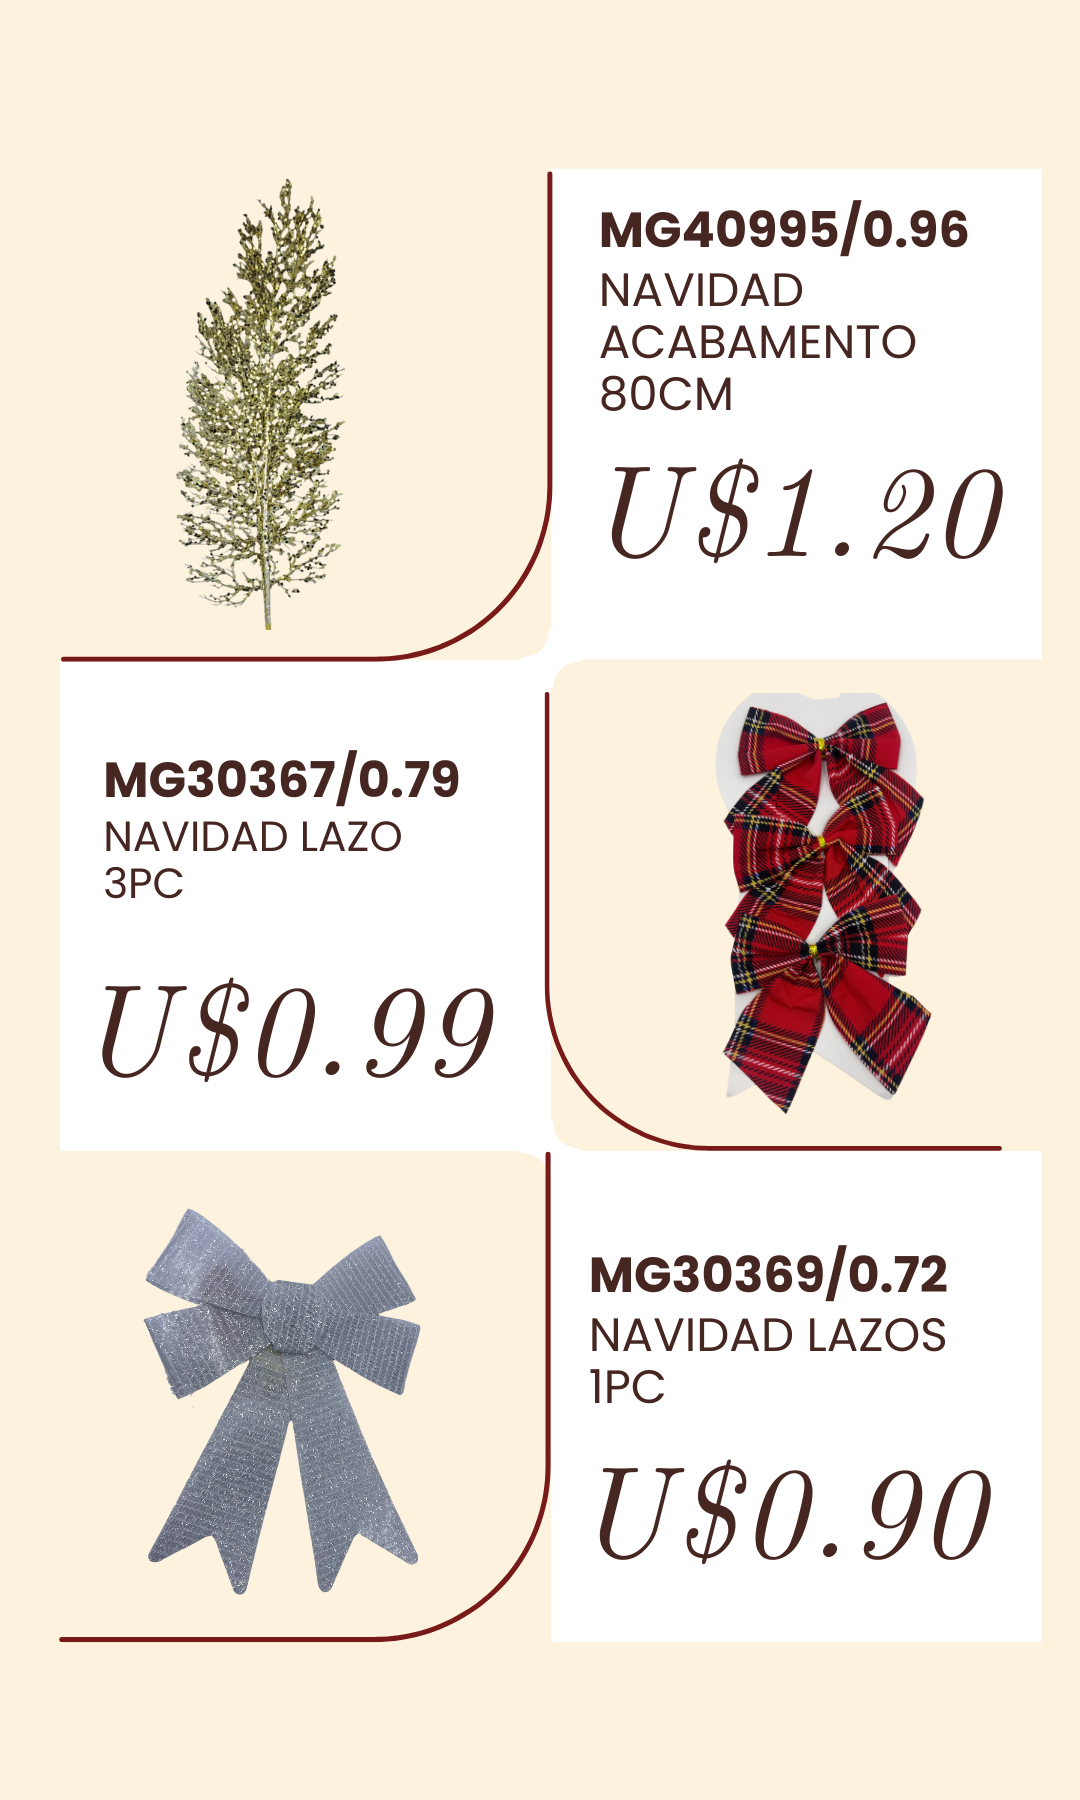 MG40995/0.96
NAVIDAD
ACABAMENTO
80CM
U$1.20
MG30367/0.79
NAVIDAD LAZO
3PC
U$0.99
MG30369/0.72
NAVIDAD LAZOS
1PC
U$0.90